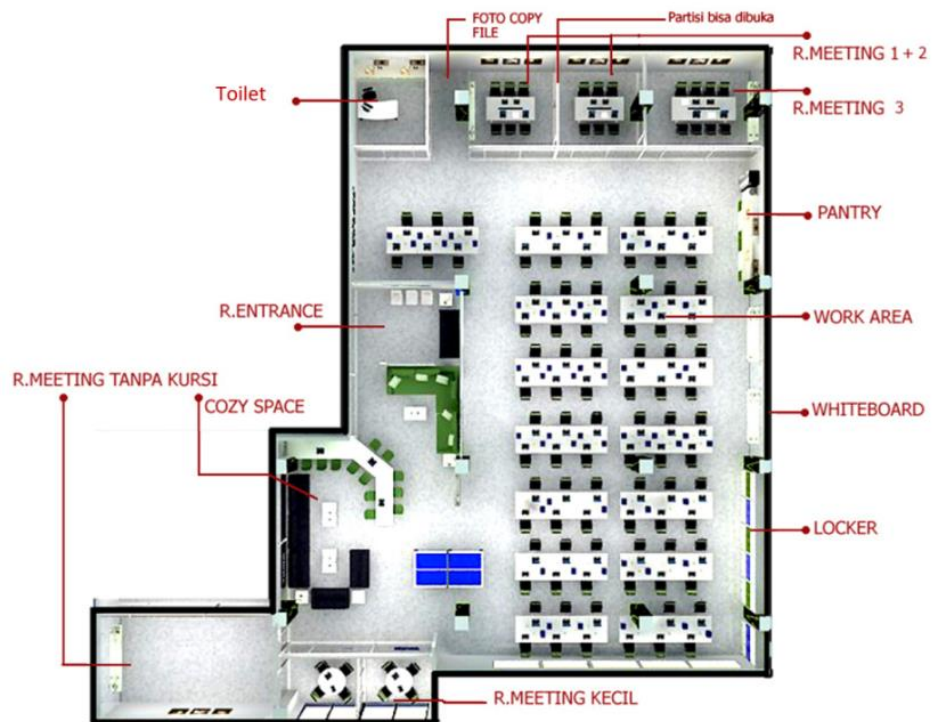 FOTO COPY
FILE
Partisi bisa dibuka
R.MEETING 1 + 2
Toilet
R.MEETING 3
PANTRY
R.ENTRANCE
WORK AREA
R.MEETING TANPA KURSI
COZY SPACE
WHITEBOARD
LOCKER
R.MEETING KECIL